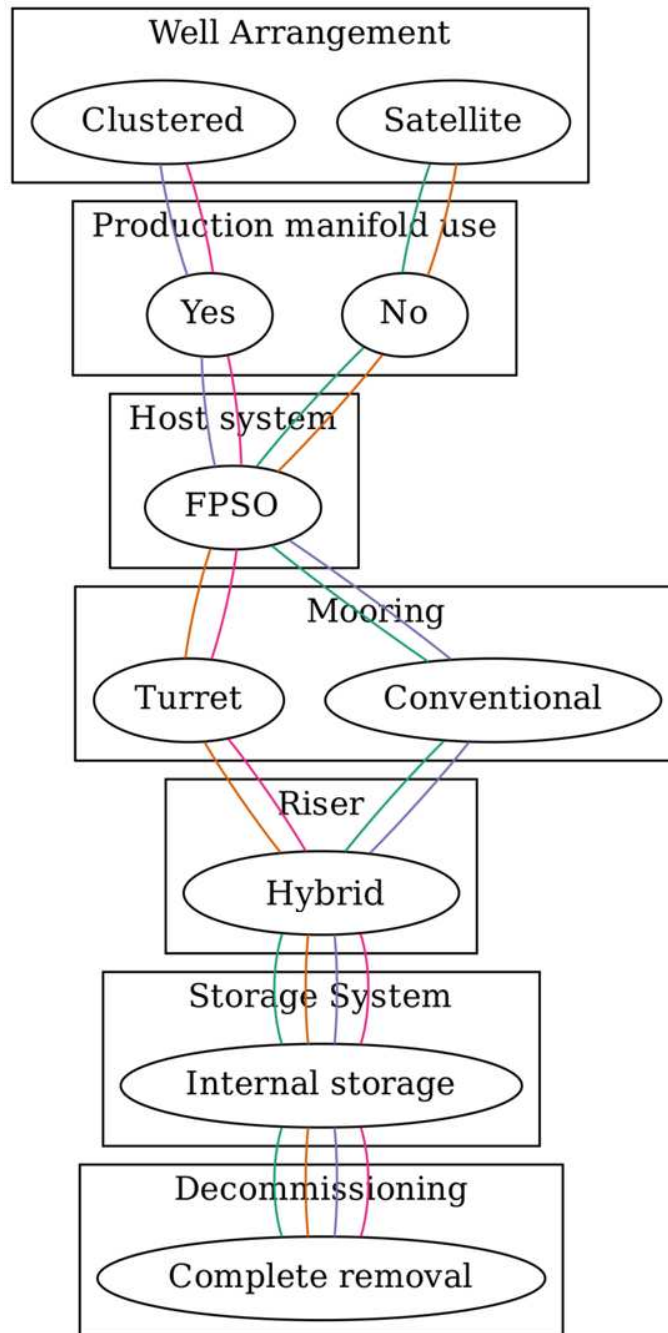 Well Arrangement
Clustered
Satellite
Production manifold use
Yes
No
Host system
FPSO
Mooring
Turret
Conventional
Riser
Hybrid
Storage System
Internal storage
Decommissioning
Complete removal